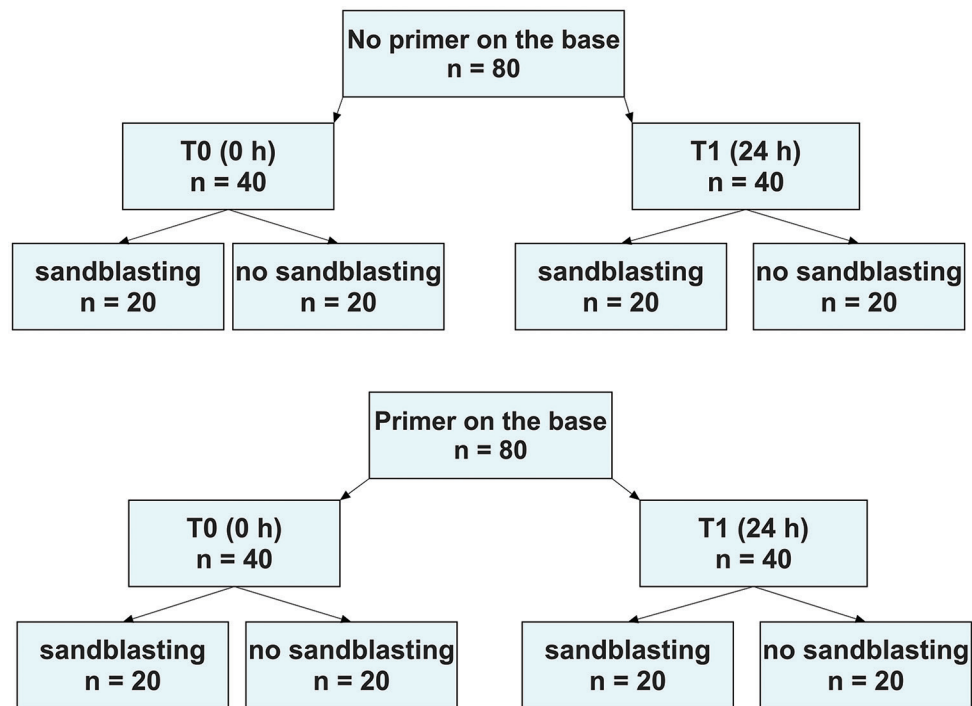 No primer on the base
n = 80
T0 (0 h)
n = 40
T1 (24 h)
n = 40
sandblasting
n = 20
no sandblasting
n = 20
sandblasting
n = 20
no sandblasting
n = 20
Primer on the base
n = 80
T0 (0 h)
n = 40
T1 (24 h)
n = 40
sandblasting
n = 20
no sandblasting
n = 20
sandblasting
n = 20
no sandblasting
n = 20